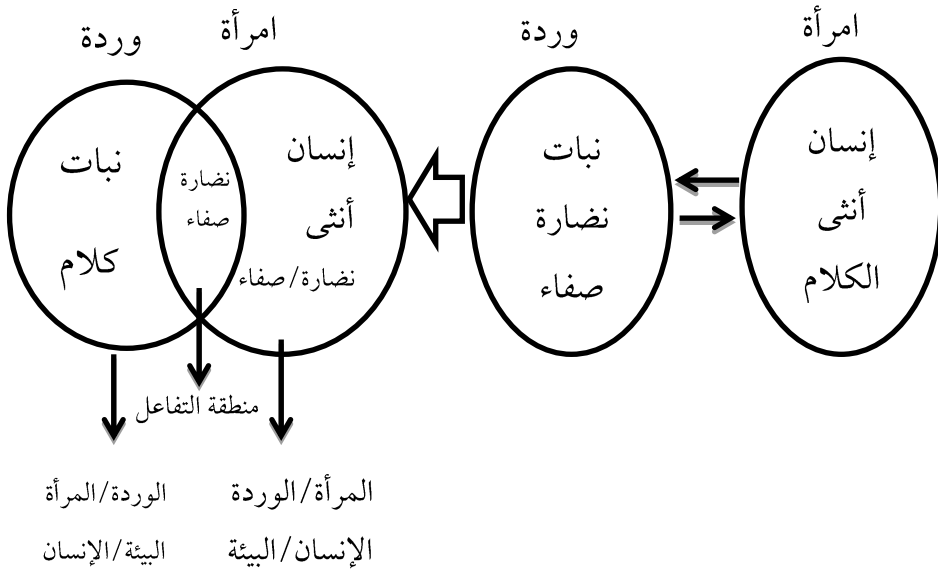 امرأة
إنسان
أنثى
الكلام
وردة
نبات
نضارة
صفاء
امرأة
إنسان
أنثى
نضارة/صفاء
نضارة
صفاء
وردة
نبات
كلام
منطقة التفاعل
المرأة/الوردة
الإنسان/البيئة
الوردة/المرأة
البيئة/الإنسان